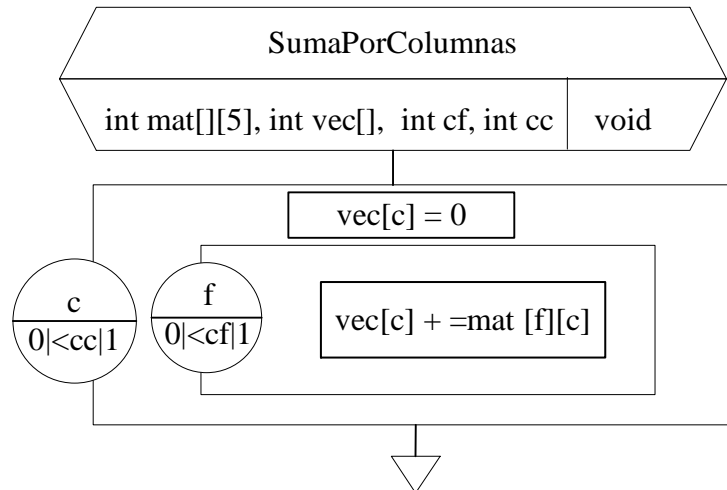 SumaPorColumnas
int mat[][5], int vec[], int cf, int cc void
vec[c] = 0
c
0|<cc|1
f
0|<cf|1
vec[c] + =mat [f][c]